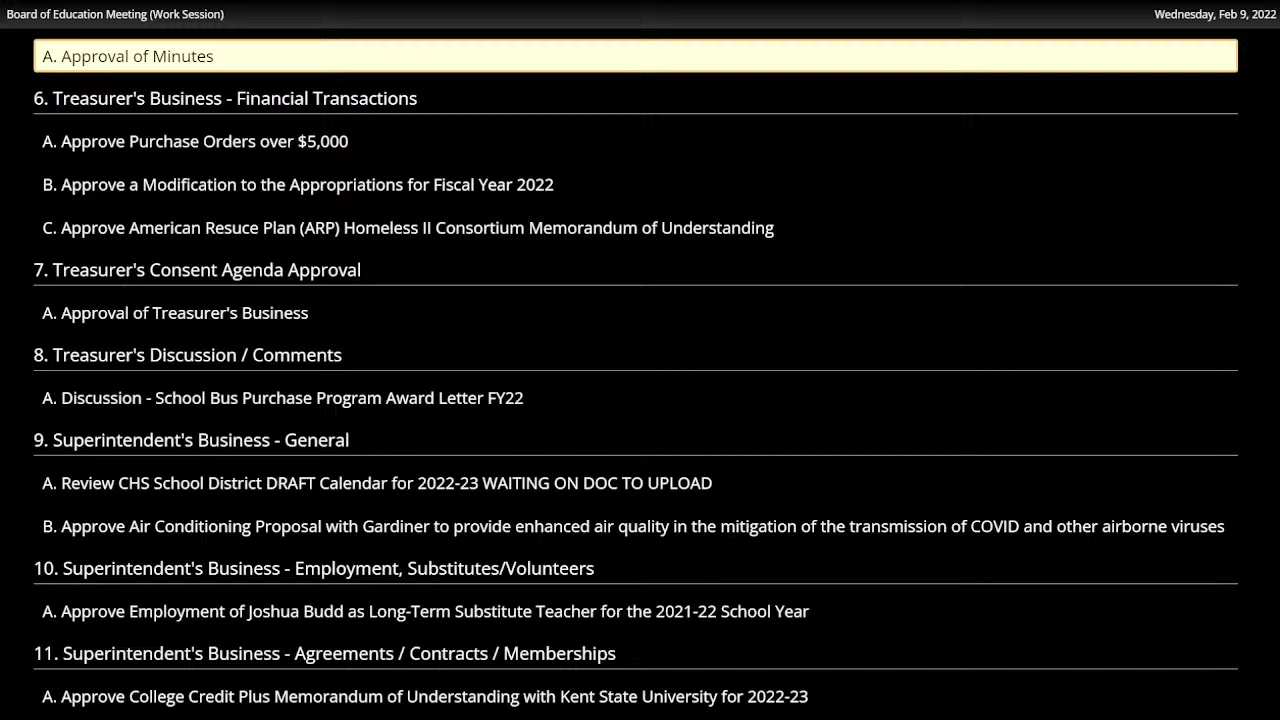 Board of Education Meeting (Work Session)
Wednesday, Feb 9, 2022
A. Approval of Minutes
6. Treasurer's Business - Financial Transactions
A. Approve Purchase Orders over $5,000
B. Approve a Modification to the Appropriations for Fiscal Year 2022
C. Approve American Resuce Plan (ARP) Homeless II Consortium Memorandum of Understanding
7. Treasurer's Consent Agenda Approval
A. Approval of Treasurer's Business
8. Treasurer's Discussion / Comments
A. Discussion - School Bus Purchase Program Award Letter FY22
9. Superintendent's Business - General
A. Review CHS School District DRAFT Calendar for 2022-23 WAITING ON DOC TO UPLOAD
B. Approve Air Conditioning Proposal with Gardiner to provide enhanced air quality in the mitigation of the transmission of COVID and other airborne viruses
10. Superintendent's Business - Employment, Substitutes/Volunteers
A. Approve Employment of Joshua Budd as Long-Term Substitute Teacher for the 2021-22 School Year
11. Superintendent's Business - Agreements / Contracts / Memberships
A. Approve College Credit Plus Memorandum of Understanding with Kent State University for 2022-23